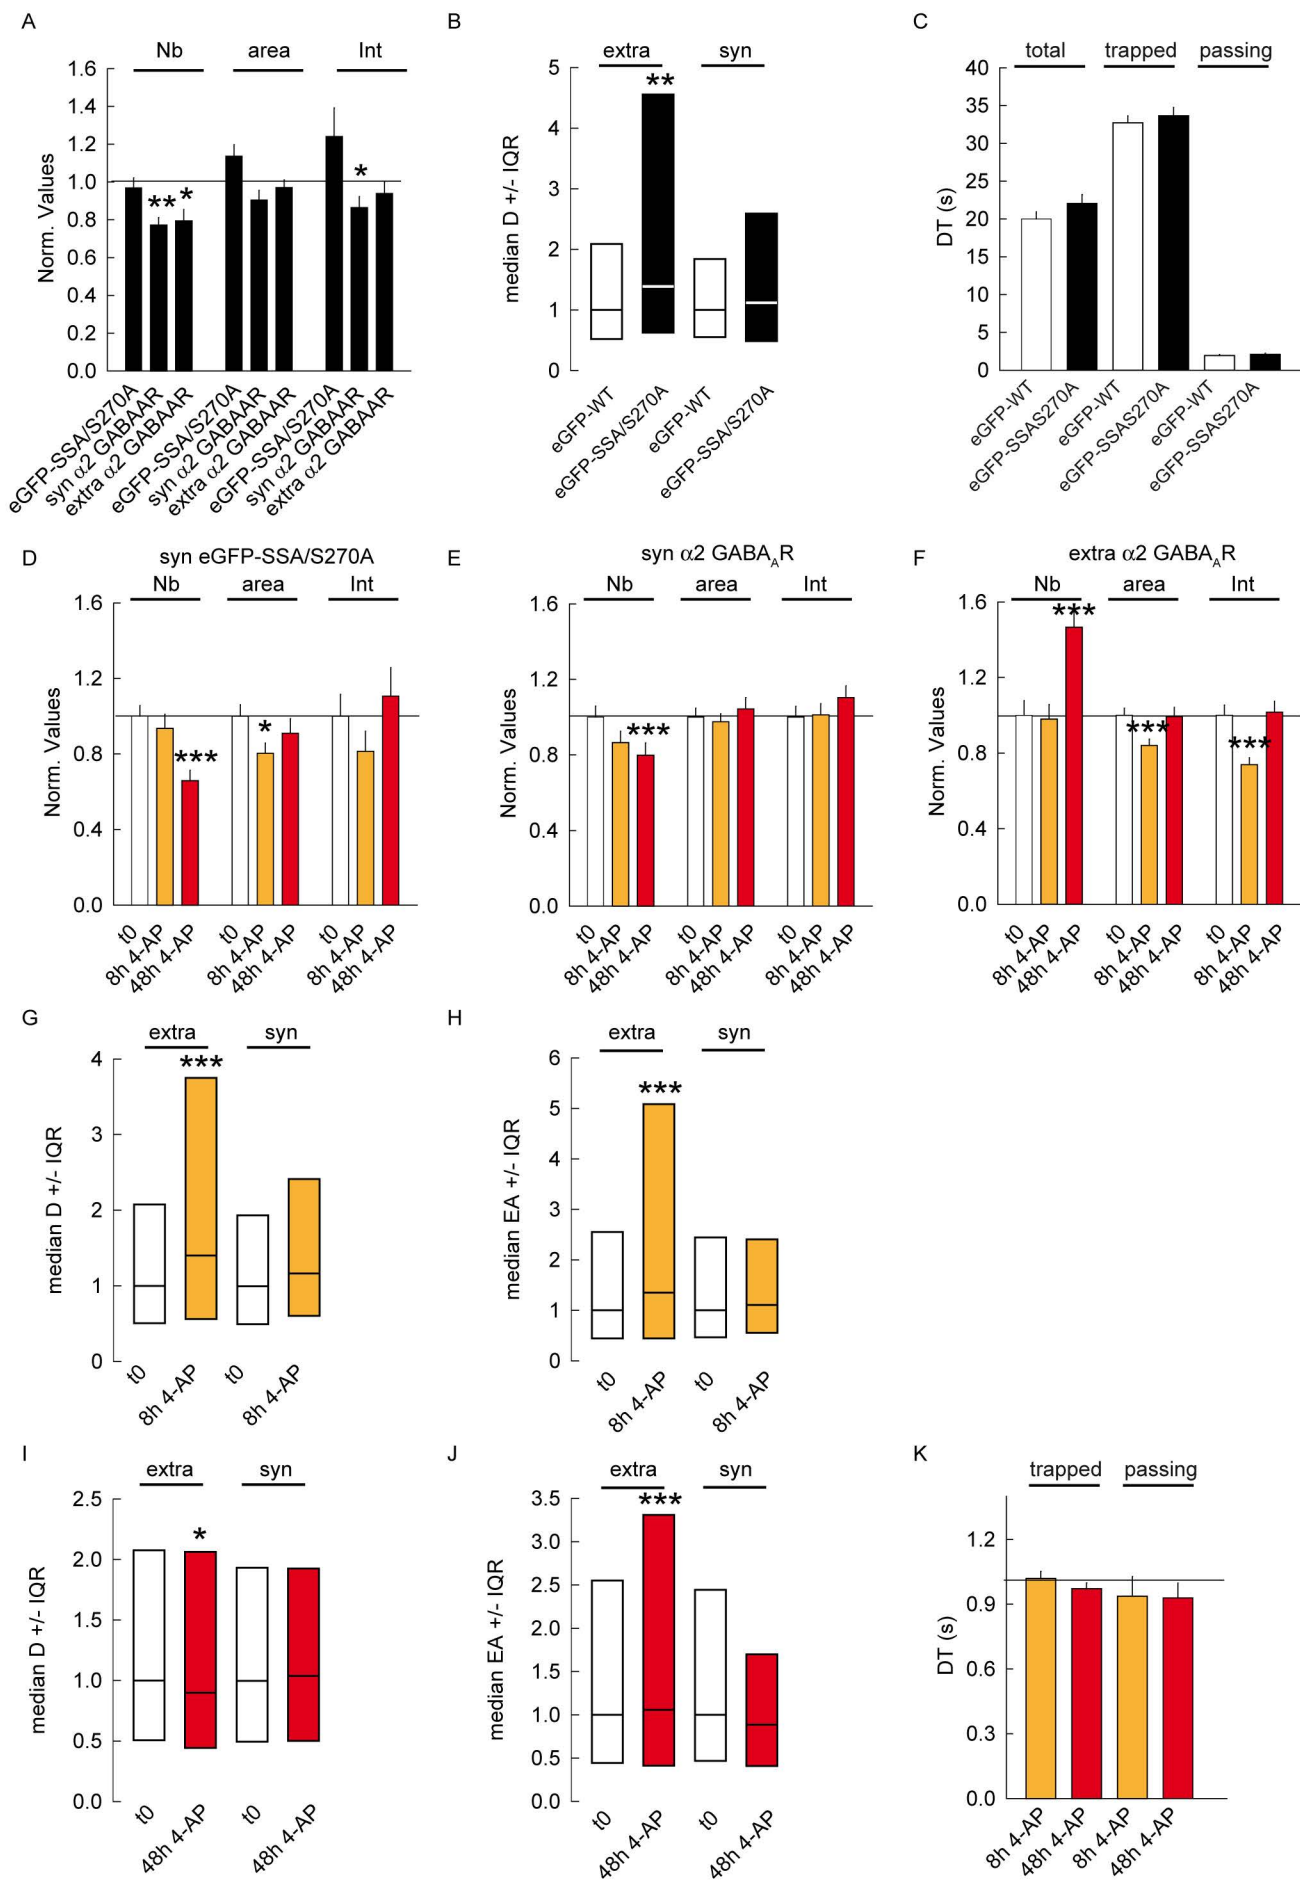 A
Nb area Int
Norm. Values
1.6
1.4
1.2
1.0
0.8
0.6
0.4
0.2
0.0
** * *
eGFP-SSA/S270A
syn α2 GABAAR
extra α2 GABAAR
eGFP-SSA/S270A
syn α2 GABAAR
extra α2 GABAAR
eGFP-SSA/S270A
syn α2 GABAAR
extra α2 GABAAR
B
extra syn
median D +/- IQR
5
4
3
2
1
0
**
eGFP-WT
eGFP-SSA/S270A
eGFP-WT
eGFP-SSA/S270A
C
total trapped passing
DT (s)
40
35
30
25
20
15
10
5
0
eGFP-WT
eGFP-SSAS270A
eGFP-WT
eGFP-SSAS270A
eGFP-WT
eGFP-SSAS270A
D
syn eGFP-SSA/S270A
Nb area Int
Norm. Values
1.6
1.2
0.8
0.4
0.0
*** *
t0
8h 4-AP
48h 4-AP
t0
8h 4-AP
48h 4-AP
t0
8h 4-AP
48h 4-AP
E
syn α2 GABAAR
Nb area Int
Norm. Values
1.6
1.2
0.8
0.4
0.0
***
t0
8h 4-AP
48h 4-AP
t0
8h 4-AP
48h 4-AP
t0
8h 4-AP
48h 4-AP
F
extra α2 GABAAR
Nb area Int
Norm. Values
1.6
1.2
0.8
0.4
0.0
*** *** ***
t0
8h 4-AP
48h 4-AP
t0
8h 4-AP
48h 4-AP
t0
8h 4-AP
48h 4-AP
G
extra syn
median D +/- IQR
4
3
2
1
0
***
t0
8h 4-AP
t0
8h 4-AP
H
extra syn
median EA +/- IQR
6
5
4
3
2
1
0
***
t0
8h 4-AP
t0
8h 4-AP
I
extra syn
median D +/- IQR
2.5
2.0
1.5
1.0
0.5
0.0
*
t0
48h 4-AP
t0
48h 4-AP
J
extra syn
median EA +/- IQR
3.5
3.0
2.5
2.0
1.5
1.0
0.5
0.0
***
t0
48h 4-AP
t0
48h 4-AP
K
trapped passing
DT (s)
1.2
0.9
0.6
0.3
0.0
8h 4-AP
48h 4-AP
8h 4-AP
48h 4-AP